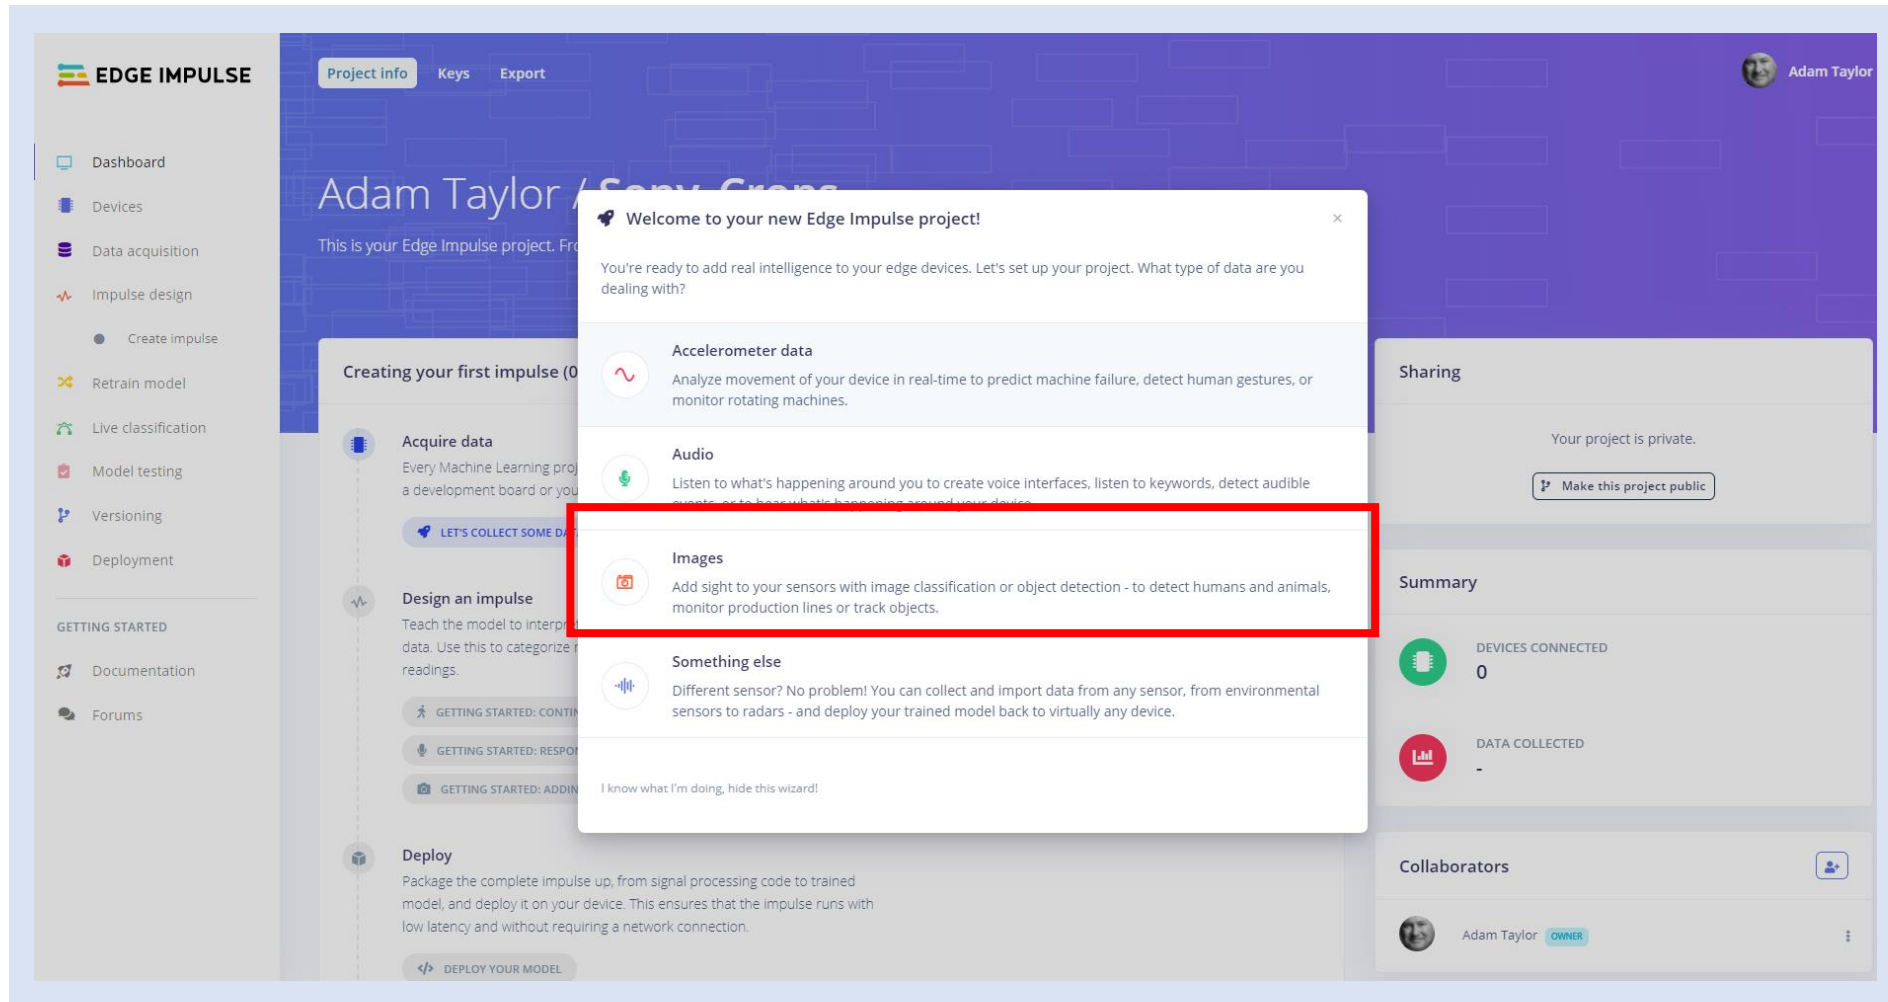 EDGE IMPULSE
Dashboard
Devices
Data acquisition
Impulse design
Create impulse
Retrain model
Live classification
Model testing
Versioning
Deployment
GETTING STARTED
Documentation
Forums
Project info Keys Export
Adam Taylor
Adam Taylor /
This is your Edge Impulse project.
Creating your first impulse (0
Acquire data
Every Machine Learning
a development board or
LET'S COLLECT SOME
Design an impulse
Teach the model to
data. Use this to categorize
readings.
GETTING STARTED:
GETTING STARTED:
GETTING STARTED:
Deploy
Package the complete impulse up, from signal processing code to trained
model, and deploy it on your device. This ensures that the impulse runs with
low latency and without requiring a network connection.
DEPLOY YOUR MODEL
Welcome to your new Edge Impulse project!
You're ready to add real intelligence to your edge devices. Let's set up your project. What type of data are you
dealing with?
Accelerometer data
Analyze movement of your device in real-time to predict machine failure, detect human gestures, or
monitor rotating machines.
Audio
Listen to what's happening around you to create voice interfaces, listen to keywords, detect audible
events, or to hear what's happening around your device.
Images
Add sight to your sensors with image classification or object detection - to detect humans and animals,
monitor production lines or track objects.
Something else
Different sensor? No problem! You can collect and import data from any sensor, from environmental
sensors to radars - and deploy your trained model back to virtually any device.
I know what I'm doing, hide this wizard!
Sharing
Your project is private.
Make this project public
Summary
DEVICES CONNECTED
0
DATA COLLECTED
-
Collaborators
Adam Taylor OWNER